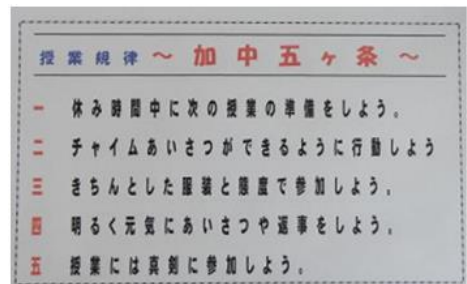 授業規律～加中五ヶ条～
一 休み時間中に次の授業の準備をしよう。
二 チャイムあいさつができるように行動しよう
三 きちんとした服装と態度で参加しよう。
四 明るく元気にあいさつや返事をしよう。
五 授業には真剣に参加しよう。